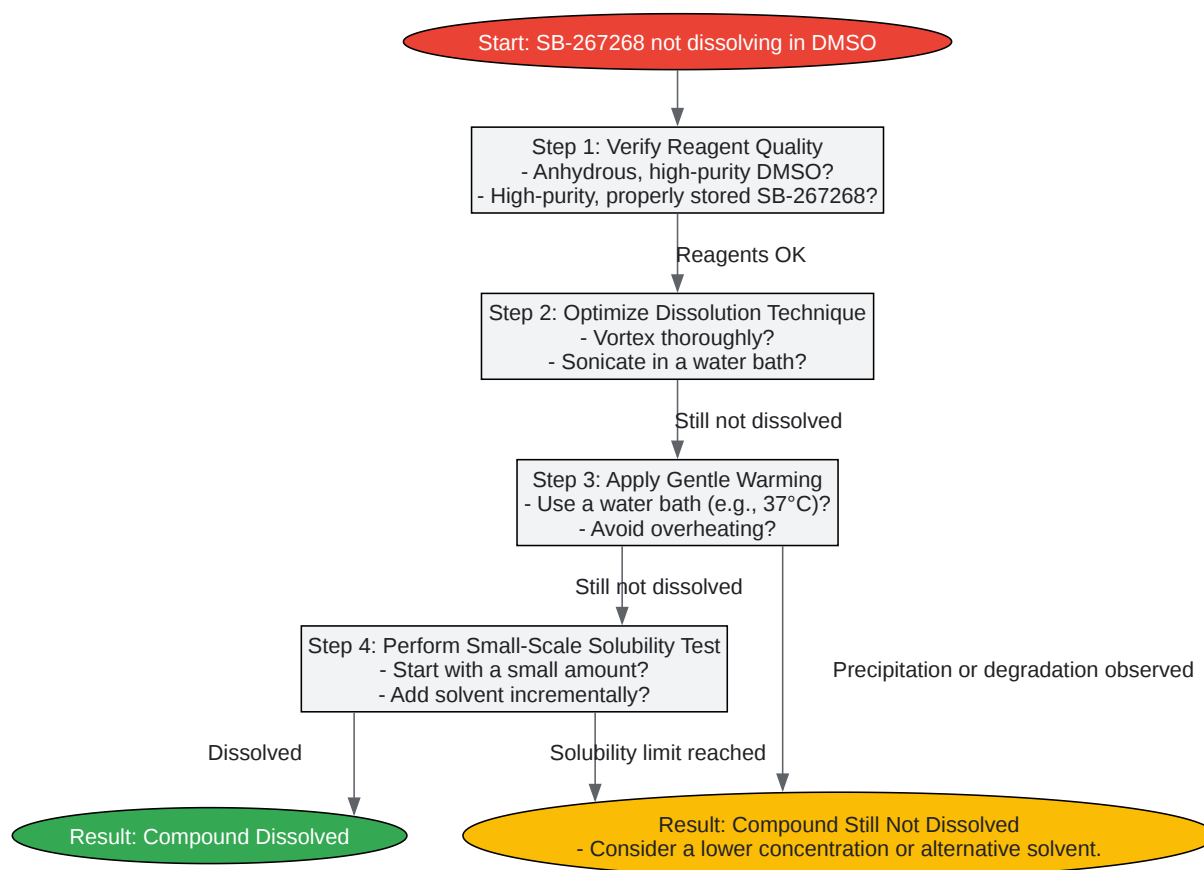 Start: SB-267268 not dissolving in DMSO
Step 1: Verify Reagent Quality
- Anhydrous, high-purity DMSO?
- High-purity, properly stored SB-267268?
Reagents OK
Step 2: Optimize Dissolution Technique
- Vortex thoroughly?
- Sonicate in a water bath?
Still not dissolved
Step 3: Apply Gentle Warming
- Use a water bath (e.g., 37°C)?
- Avoid overheating?
Still not dissolved
Step 4: Perform Small-Scale Solubility Test
- Start with a small amount?
- Add solvent incrementally?
Precipitation or degradation observed
Dissolved
Solubility limit reached
Result: Compound Dissolved
Result: Compound Still Not Dissolved
- Consider a lower concentration or alternative solvent.